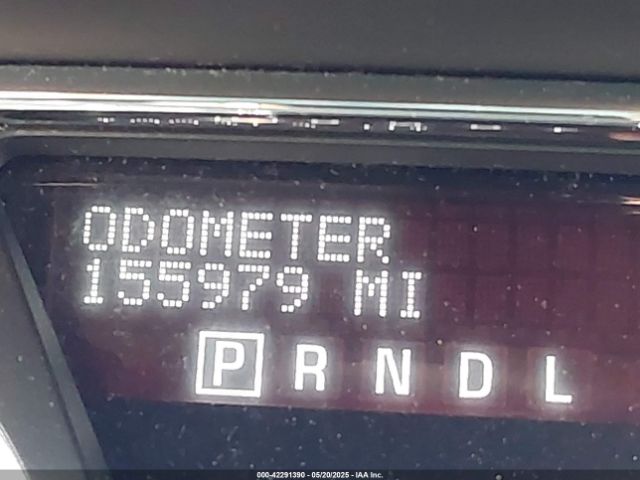 ODOMETER
155979 MI
P R N D L
000-42291390 - 05/20/2025 - IAA Inc.